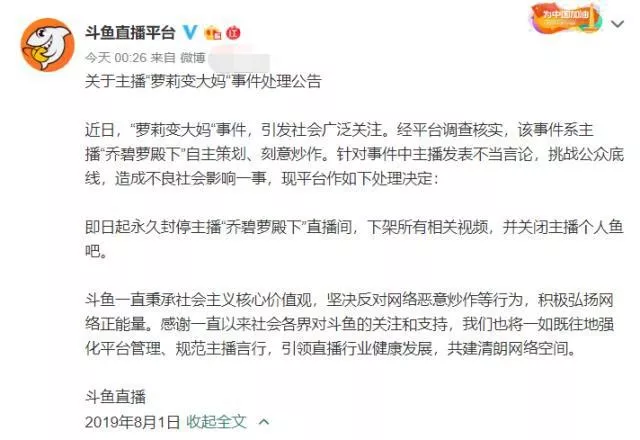 为中国加油
斗鱼直播平台
今天 00:26 来自 微博
关于主播“萝莉变大妈“事件处理公告
近日，“萝莉变大妈“事件，引发社会广泛关注。经平台调查核实，该事件系主
播“乔碧萝殿下”自主策划、刻意炒作。针对事件中主播发表不当言论，挑战公众底
线，造成不良社会影响一事，现平台作如下处理决定：
即日起永久封停主播“乔碧萝殿下”直播间，下架所有相关视频，并关闭主播个人鱼
吧。
斗鱼一直秉承社会主义核心价值观，坚决反对网络恶意炒作等行为，积极弘扬网
络正能量。感谢一直以来社会各界对斗鱼的关注和支持，我们也将一如既往地强
化平台管理、规范主播言行，引领直播行业健康发展，共建清朗网络空间。
斗鱼直播
2019年8月1日 收起全文